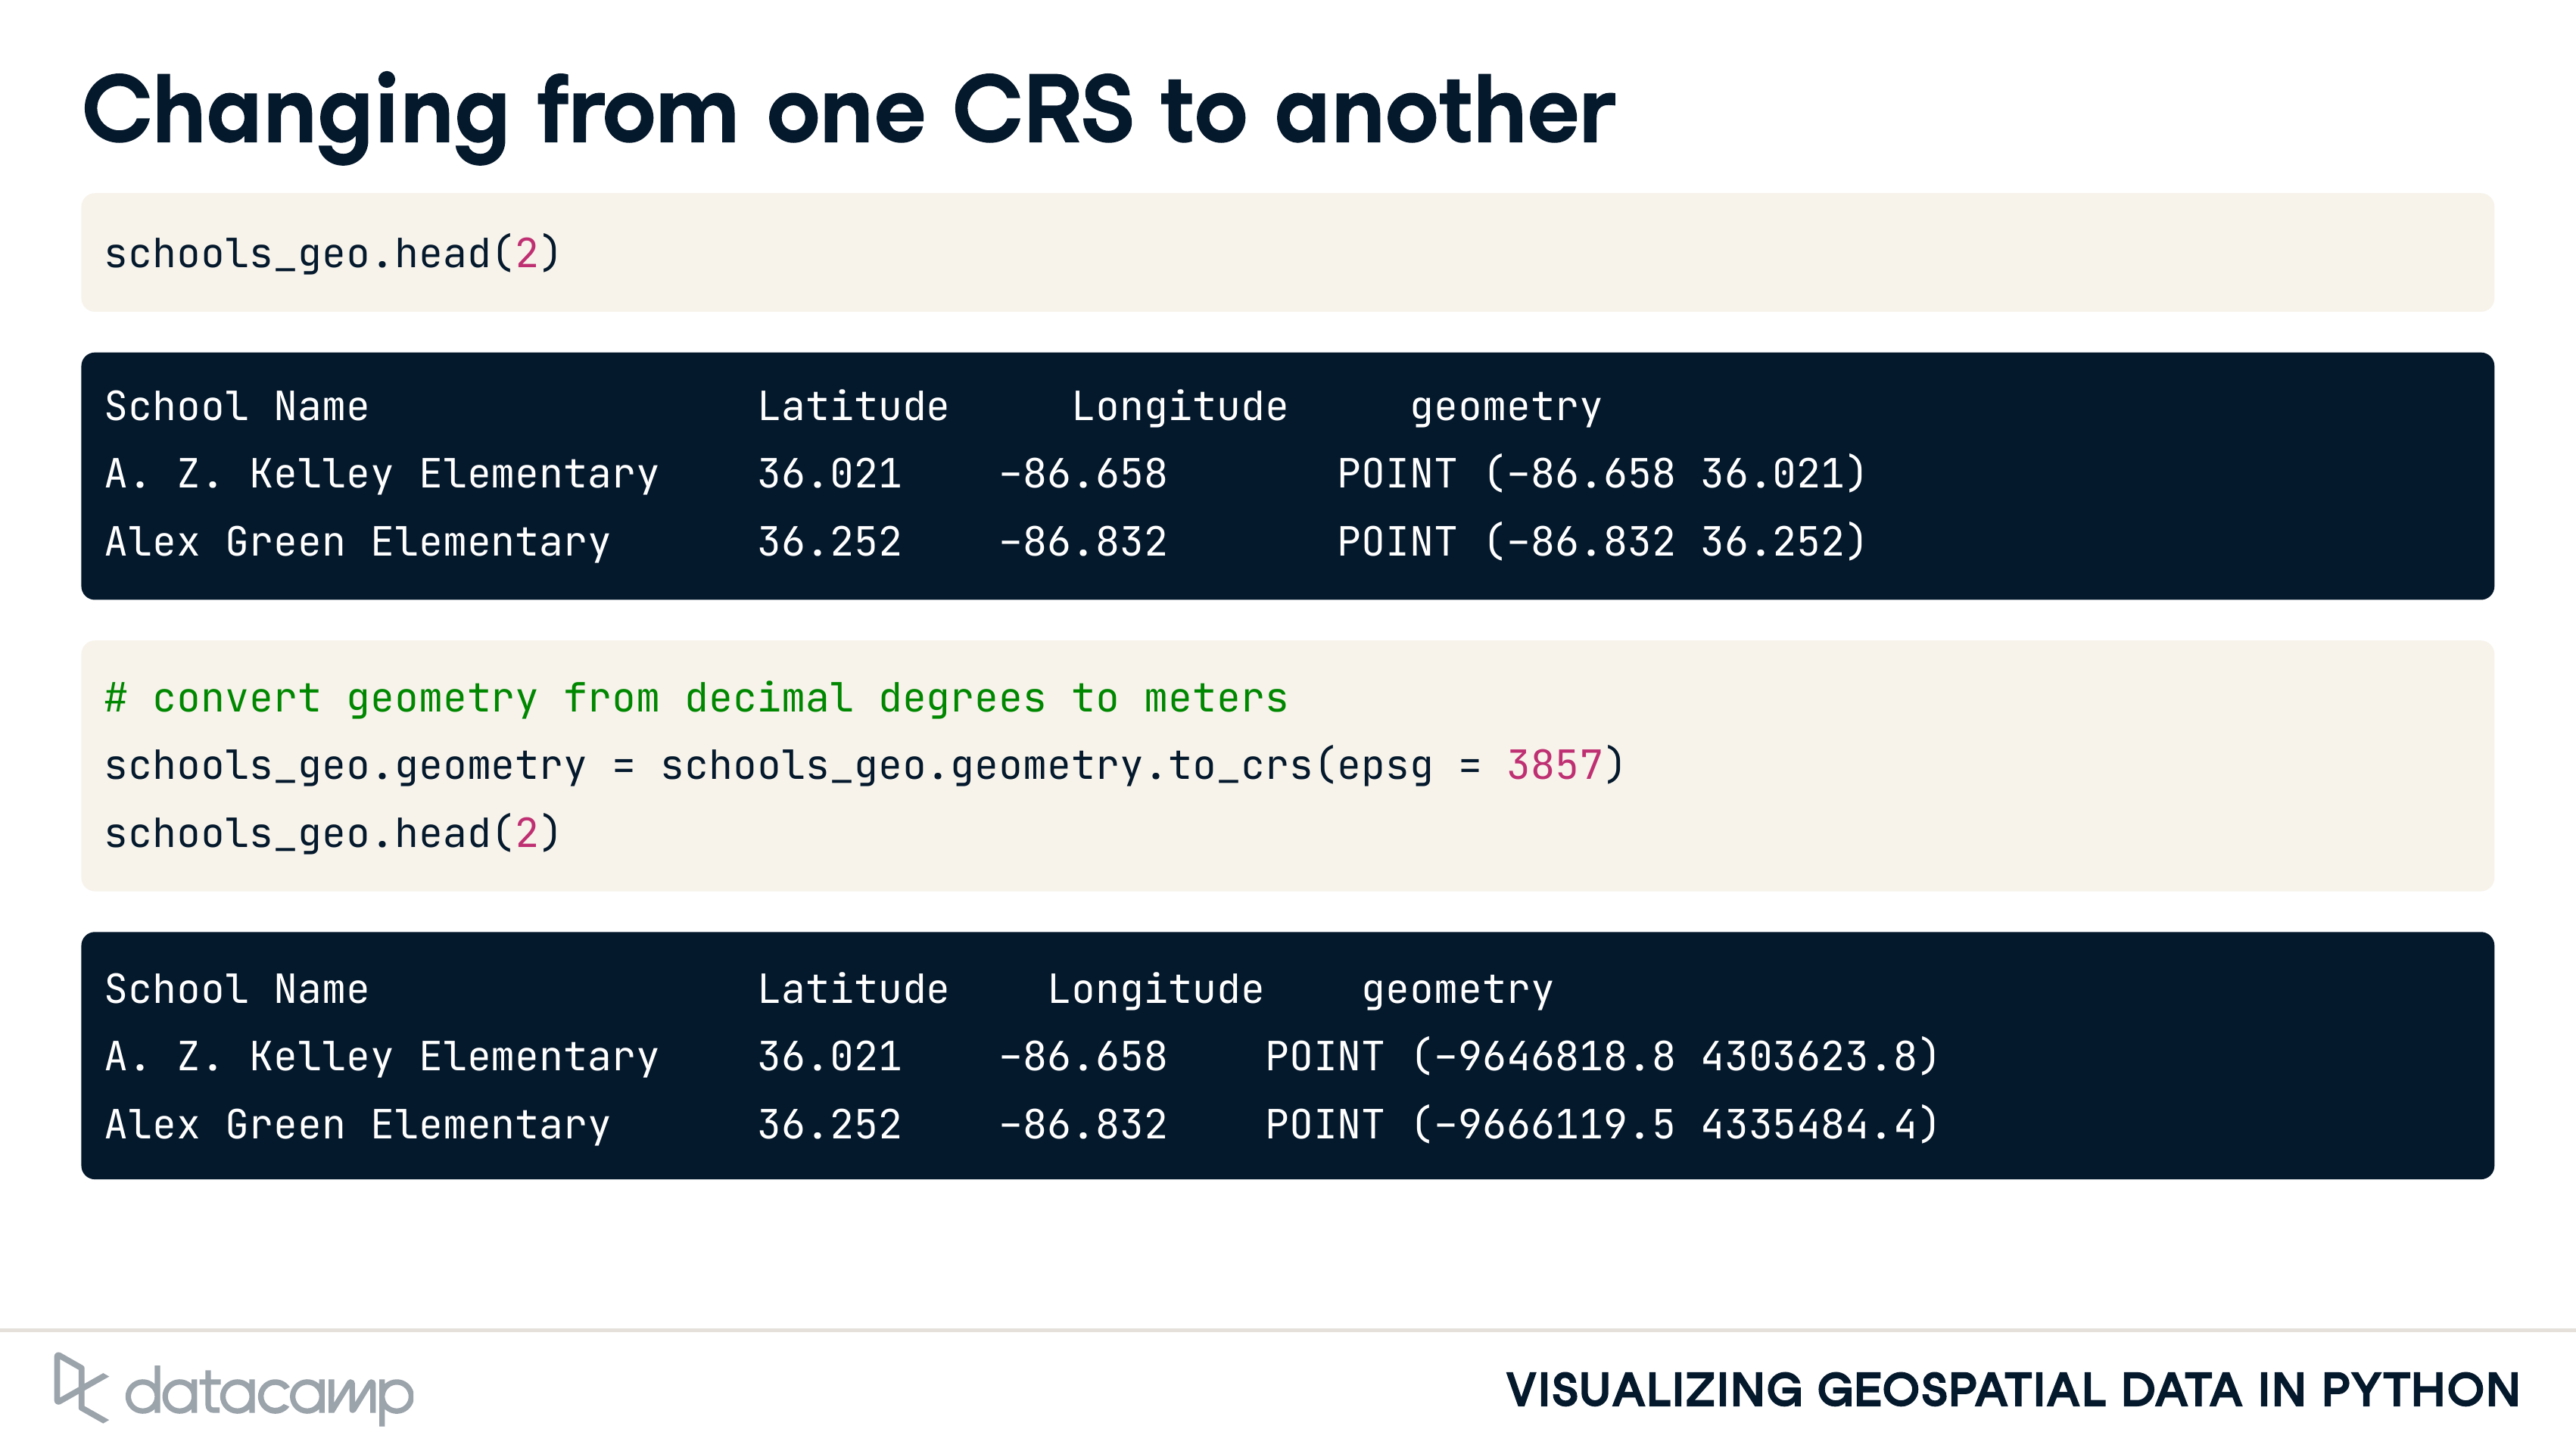 Changing from one CRS to another
schools_geo.head(2)
School Name Latitude Longitude geometry
A. Z. Kelley Elementary 36.021 -86.658 POINT (-86.658 36.021)
Alex Green Elementary 36.252 -86.832 POINT (-86.832 36.252)
# convert geometry from decimal degrees to meters
schools_geo.geometry = schools_geo.geometry.to_crs(epsg = 3857)
schools_geo.head(2)
School Name Latitude Longitude geometry
A. Z. Kelley Elementary 36.021 -86.658 POINT (-9646818.8 4303623.8)
Alex Green Elementary 36.252 -86.832 POINT (-9666119.5 4335484.4)
datacamp
VISUALIZING GEOSPATIAL DATA IN PYTHON